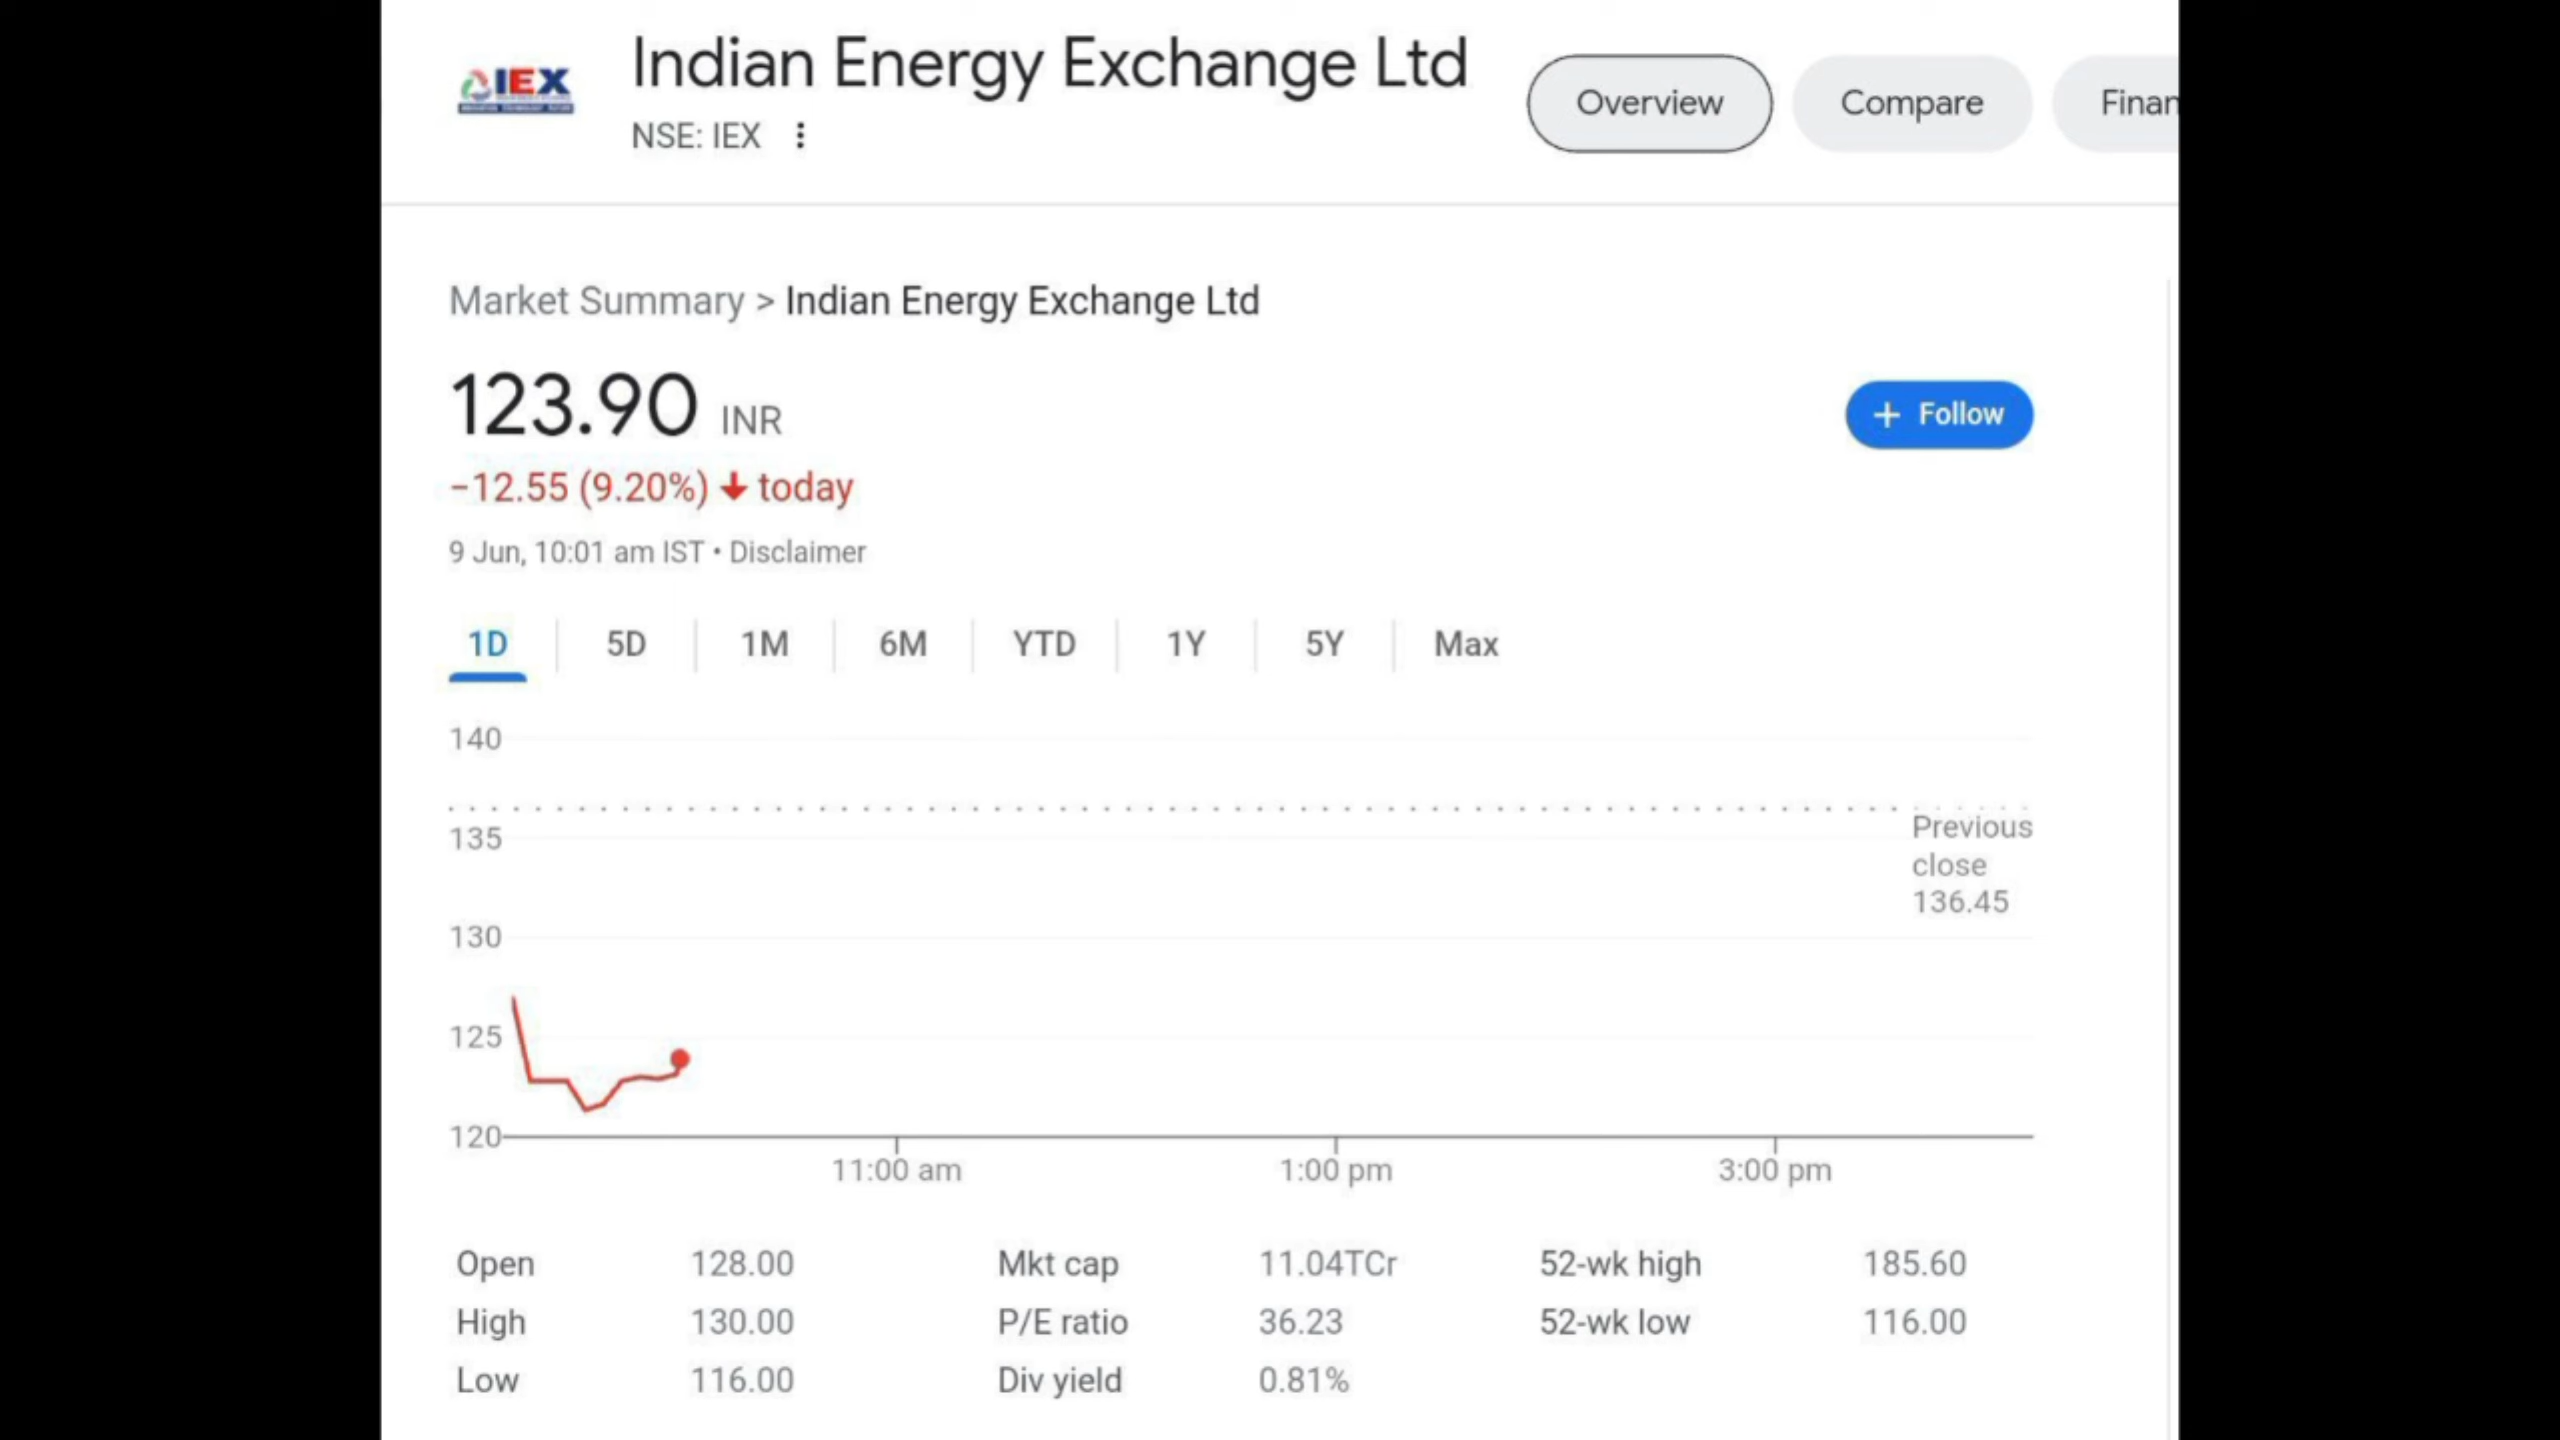 IEX
Indian Energy Exchange Ltd
NSE: IEX
Overview
Compare
Finan
Market Summary > Indian Energy Exchange Ltd
123.90 INR
+ Follow
−12.55 (9.20%) ↓ today
9 Jun, 10:01 am IST • Disclaimer
1D 5D 1M 6M YTD 1Y 5Y Max
140
135
130
125
120
Previous
close
136.45
11:00 am 1:00 pm 3:00 pm
Open 128.00 Mkt cap 11.04TCr 52-wk high 185.60
High 130.00 P/E ratio 36.23 52-wk low 116.00
Low 116.00 Div yield 0.81%